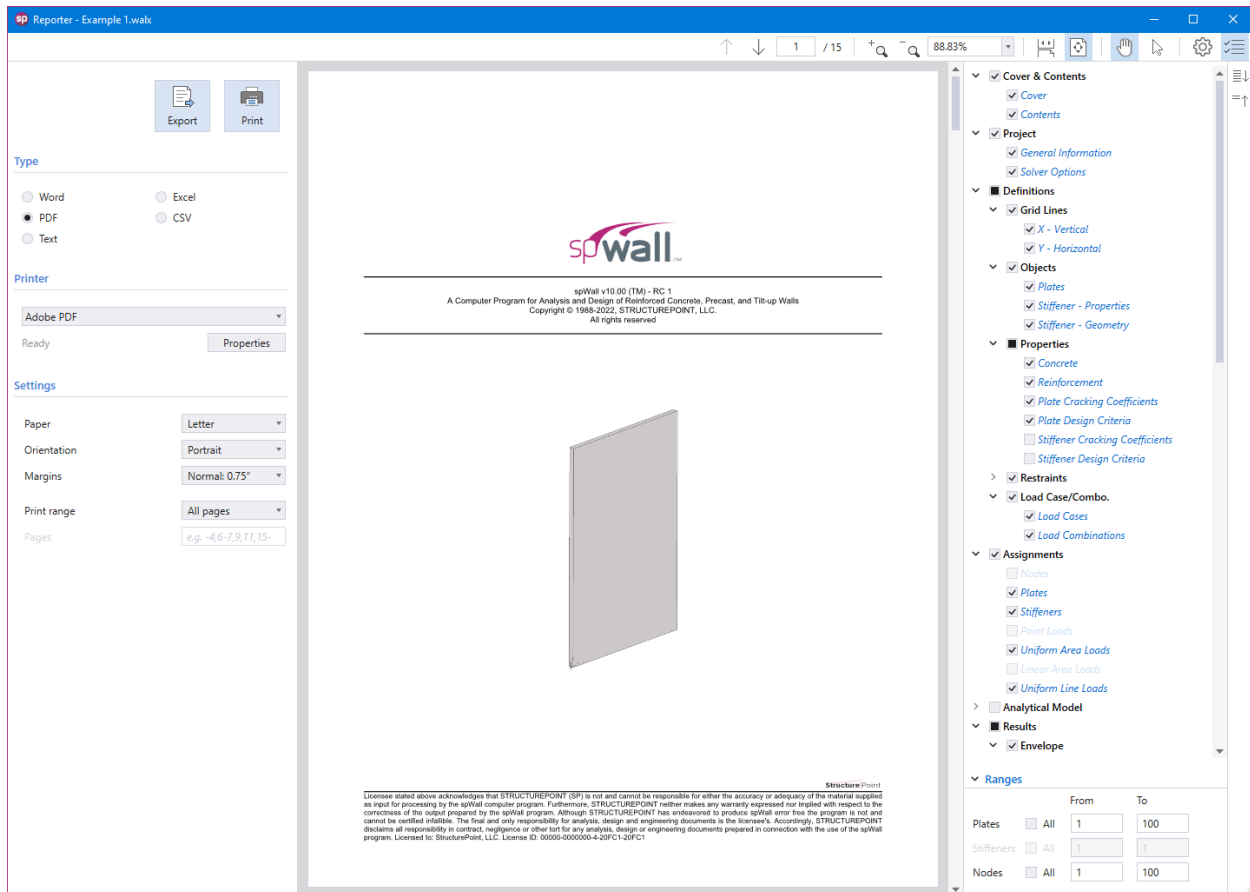 sp Reporter - Example 1.walx
1 / 15 88.83%
Export
Print
Type
Word
Excel
PDF
CSV
Text
Printer
Adobe PDF
Ready
Properties
Settings
Paper
Letter
Orientation
Portrait
Margins
Normal: 0.75"
Print range
All pages
Pages
e.g. -4,6-7,9,11,15-
spwall™
spWall v10.00 (TM) - RC 1
A Computer Program for Analysis and Design of Reinforced Concrete, Precast, and Tilt-up Walls
Copyright © 1988-2022, STRUCTUREPOINT, LLC.
All rights reserved
StructurePoint
Licensee stated above acknowledges that STRUCTUREPOINT (SP) is not and cannot be responsible for either the accuracy or adequacy of the material supplied
as input for processing by the spWall computer program. Furthermore, STRUCTUREPOINT neither makes any warranty expressed nor implied with respect to the
correctness of the output prepared by the spWall program. Although STRUCTUREPOINT has endeavored to produce spWall error free the program is not and
cannot be certified infallible. The final and only responsibility for analysis, design and engineering documents is the licensee's. Accordingly, STRUCTUREPOINT
disclaims all responsibility in contract, negligence or other tort for any analysis, design or engineering documents prepared in connection with the use of the spWall
program. Licensed to: StructurePoint, LLC. License ID: 00000-0000000-4-20FC1-20FC1
Cover & Contents
Cover
Contents
Project
General Information
Solver Options
Definitions
Grid Lines
X - Vertical
Y - Horizontal
Objects
Plates
Stiffener - Properties
Stiffener - Geometry
Properties
Concrete
Reinforcement
Plate Cracking Coefficients
Plate Design Criteria
Stiffener Cracking Coefficients
Stiffener Design Criteria
Restraints
Load Case/Combo.
Load Cases
Load Combinations
Assignments
Nodes
Plates
Stiffeners
Point Loads
Uniform Area Loads
Linear Area Loads
Uniform Line Loads
Analytical Model
Results
Envelope
Ranges
From To
Plates All 1 100
Stiffeners All 1 1
Nodes All 1 100